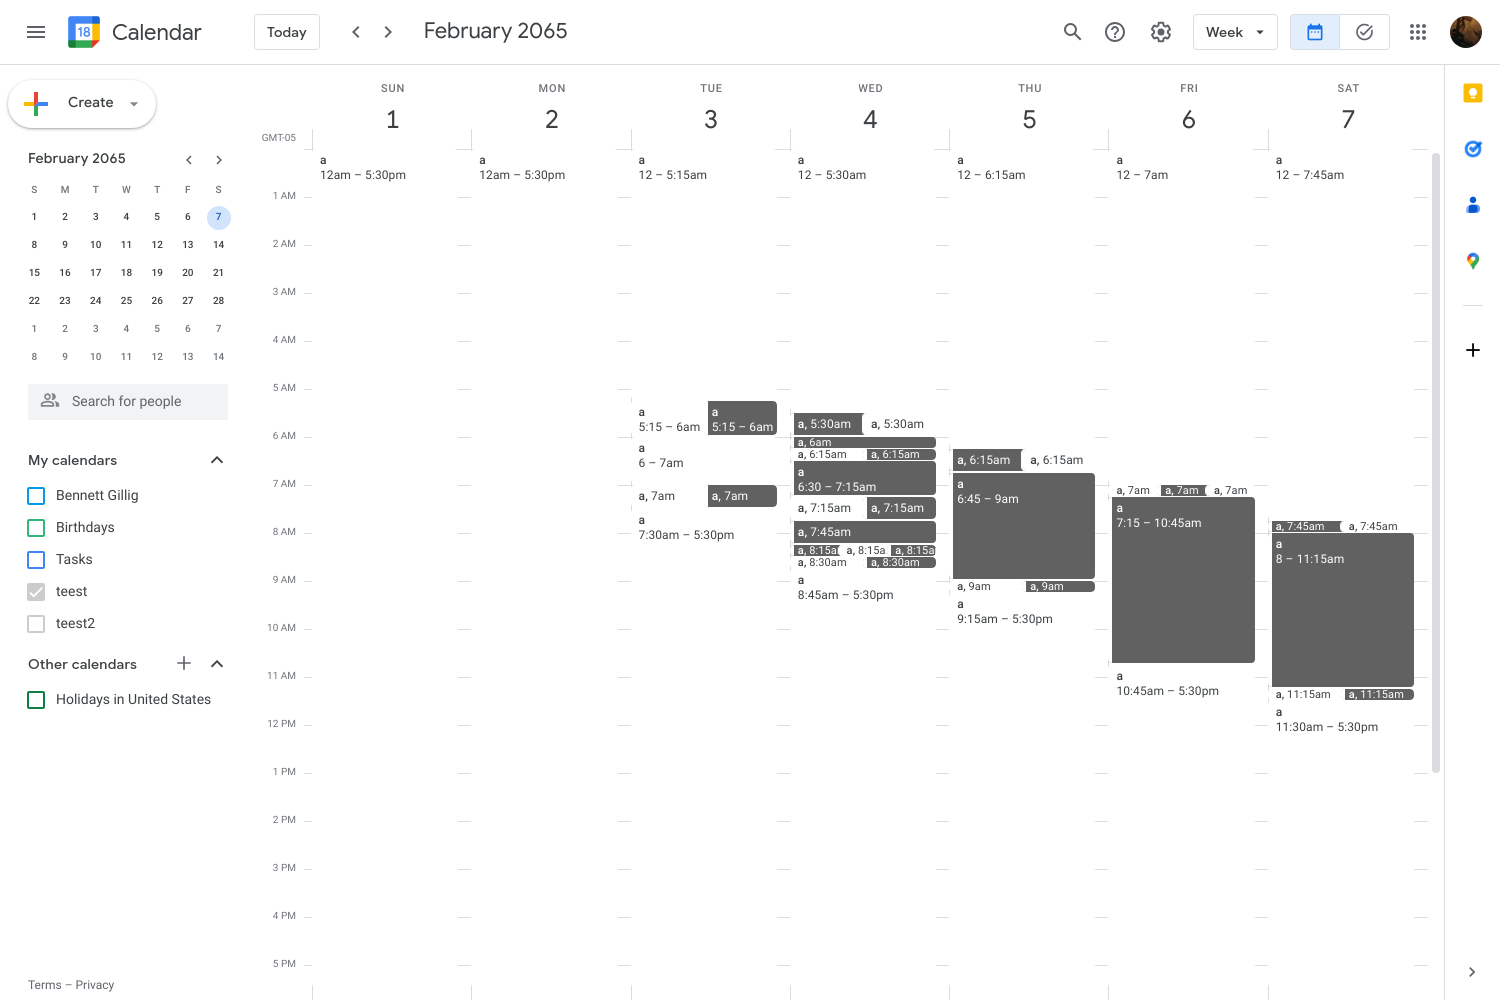 18 Calendar
Today
February 2065
Week
Create
February 2065
S M T W T F S
1 2 3 4 5 6 7
8 9 10 11 12 13 14
15 16 17 18 19 20 21
22 23 24 25 26 27 28
1 2 3 4 5 6 7
8 9 10 11 12 13 14
Search for people
My calendars
Bennett Gillig
Birthdays
Tasks
teest
teest2
Other calendars
Holidays in United States
Terms – Privacy
GMT-05
SUN MON TUE WED THU FRI SAT
1 2 3 4 5 6 7
1 AM
2 AM
3 AM
4 AM
5 AM
6 AM
7 AM
8 AM
9 AM
10 AM
11 AM
12 PM
1 PM
2 PM
3 PM
4 PM
5 PM
a
12am – 5:30pm
a
12am – 5:30pm
a
12 – 5:15am
a
5:15 – 6am
a
5:15 – 6am
a
6 – 7am
a, 7am
a, 7am
a
7:30am – 5:30pm
a
12 – 5:30am
a, 5:30am
a, 5:30am
a, 6am
a, 6:15am
a, 6:15am
a
6:30 – 7:15am
a, 7:15am
a, 7:15am
a, 7:45am
a, 8:15a
a, 8:15a
a, 8:15a
a, 8:30am
a, 8:30am
a
8:45am – 5:30pm
a
12 – 6:15am
a, 6:15am
a, 6:15am
a
6:45 – 9am
a, 9am
a, 9am
a
9:15am – 5:30pm
a
12 – 7am
a, 7am
a, 7am
a, 7am
a
7:15 – 10:45am
a
10:45am – 5:30pm
a
12 – 7:45am
a, 7:45am
a, 7:45am
a
8 – 11:15am
a, 11:15am
a, 11:15am
a
11:30am – 5:30pm